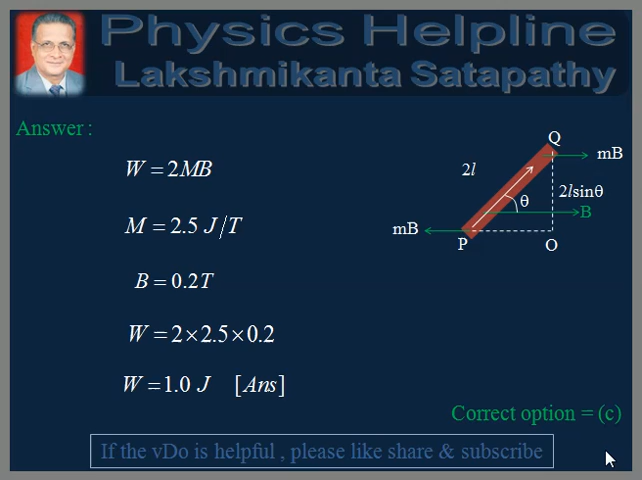 Physics Helpline
Lakshmikanta Satapathy
Answer :
W = 2MB
M = 2.5 J/T
B = 0.2T
W = 2×2.5×0.2
W = 1.0 J [Ans]
Q
mB
2l
2lsinθ
θ
B
mB
P
O
Correct option = (c)
If the vDo is helpful , please like share & subscribe